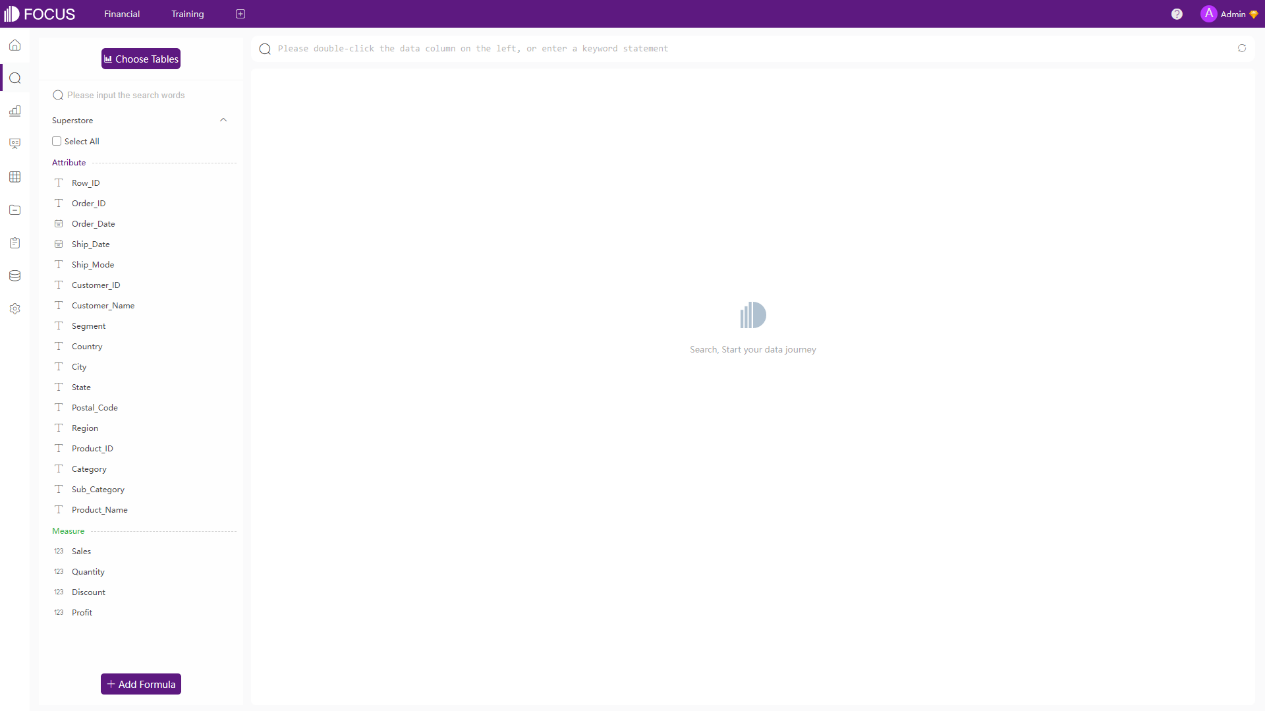 FOCUS
Financial
Training
?
A
Admin
Choose Tables
Please double-click the data column on the left, or enter a keyword statement
Please input the search words
Superstore
Select All
Attribute
T Row_ID
T Order_ID
Order_Date
Ship_Date
T Ship_Mode
T Customer_ID
T Customer_Name
T Segment
T Country
T City
T State
T Postal_Code
T Region
T Product_ID
T Category
T Sub_Category
T Product_Name
Measure
123 Sales
123 Quantity
123 Discount
123 Profit
Search, Start your data journey
+ Add Formula